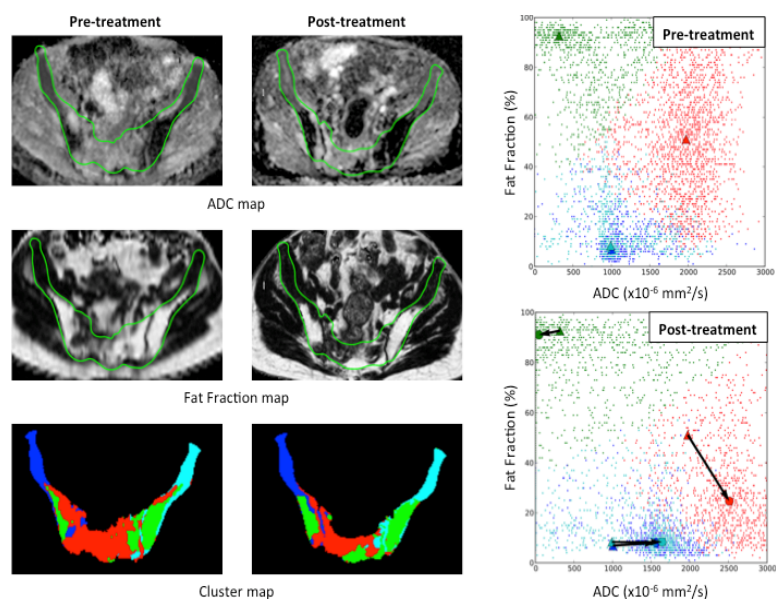 Pre-treatment
Post-treatment
ADC map
Fat Fraction map
Cluster map
Pre-treatment
Fat Fraction (%)
100
80
60
40
20
0
0 500 1000 1500 2000 2500 3000
ADC (x10-6 mm2/s)
Post-treatment
Fat Fraction (%)
100
80
60
40
20
0
0 500 1000 1500 2000 2500 3000
ADC (x10-6 mm2/s)